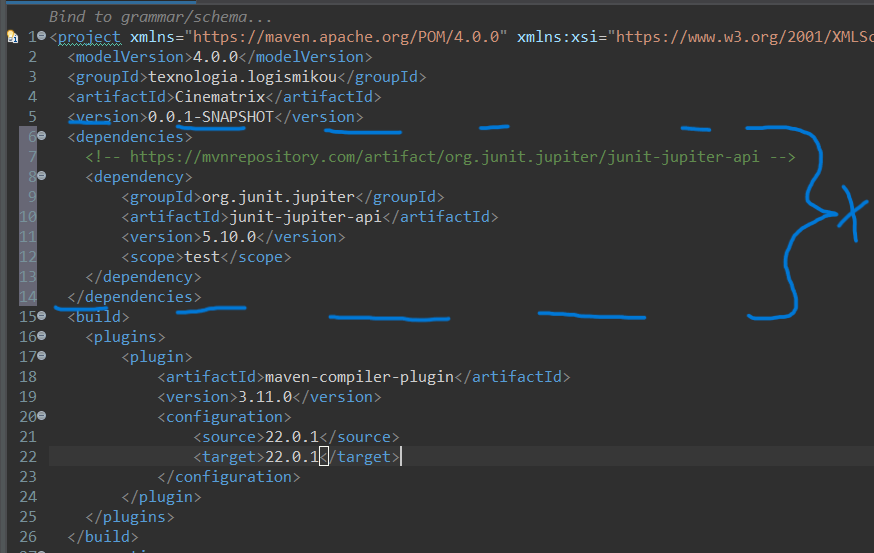 Bind to grammar/schema...
1 <project xmlns="https://maven.apache.org/POM/4.0.0" xmlns:xsi="https://www.w3.org/2001/XMLSc
2 <modelVersion>4.0.0</modelVersion>
3 <groupId>texnologia.logismikou</groupId>
4 <artifactId>Cinematrix</artifactId>
5 <version>0.0.1-SNAPSHOT</version>
6 <dependencies>
7 <!-- https://mvnrepository.com/artifact/org.junit.jupiter/junit-jupiter-api -->
8 <dependency>
9 <groupId>org.junit.jupiter</groupId>
10 <artifactId>junit-jupiter-api</artifactId>
11 <version>5.10.0</version>
12 <scope>test</scope>
13 </dependency>
14 </dependencies>
15 <build>
16 <plugins>
17 <plugin>
18 <artifactId>maven-compiler-plugin</artifactId>
19 <version>3.11.0</version>
20 <configuration>
21 <source>22.0.1</source>
22 <target>22.0.1</target>
23 </configuration>
24 </plugin>
25 </plugins>
26 </build>
X